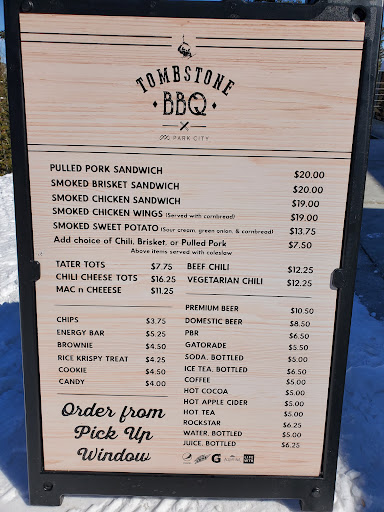 TOMBSTONE
BBQ
PARK CITY
PULLED PORK SANDWICH $20.00
SMOKED BRISKET SANDWICH $20.00
SMOKED CHICKEN SANDWICH $19.00
SMOKED CHICKEN WINGS (Served with cornbread) $19.00
SMOKED SWEET POTATO (Sour cream, green onion, & cornbread) $13.75
Add choice of Chili, Brisket, or Pulled Pork $7.50
Above items served with coleslaw
TATER TOTS $7.75 BEEF CHILI $12.25
CHILI CHEESE TOTS $16.25 VEGETARIAN CHILI $12.25
MAC n CHEEESE $11.25
CHIPS $3.75
ENERGY BAR $5.25
BROWNIE $4.50
RICE KRISPY TREAT $4.25
COOKIE $4.50
CANDY $4.00
PREMIUM BEER $10.50
DOMESTIC BEER $8.50
PBR $6.50
GATORADE $5.50
SODA, BOTTLED $5.00
ICE TEA, BOTTLED $6.50
COFFEE $5.00
HOT COCOA $5.00
HOT APPLE CIDER $5.00
HOT TEA $5.00
ROCKSTAR $6.25
WATER, BOTTLED $5.00
JUICE, BOTTLED $6.25
Order from
Pick Up
Window
G